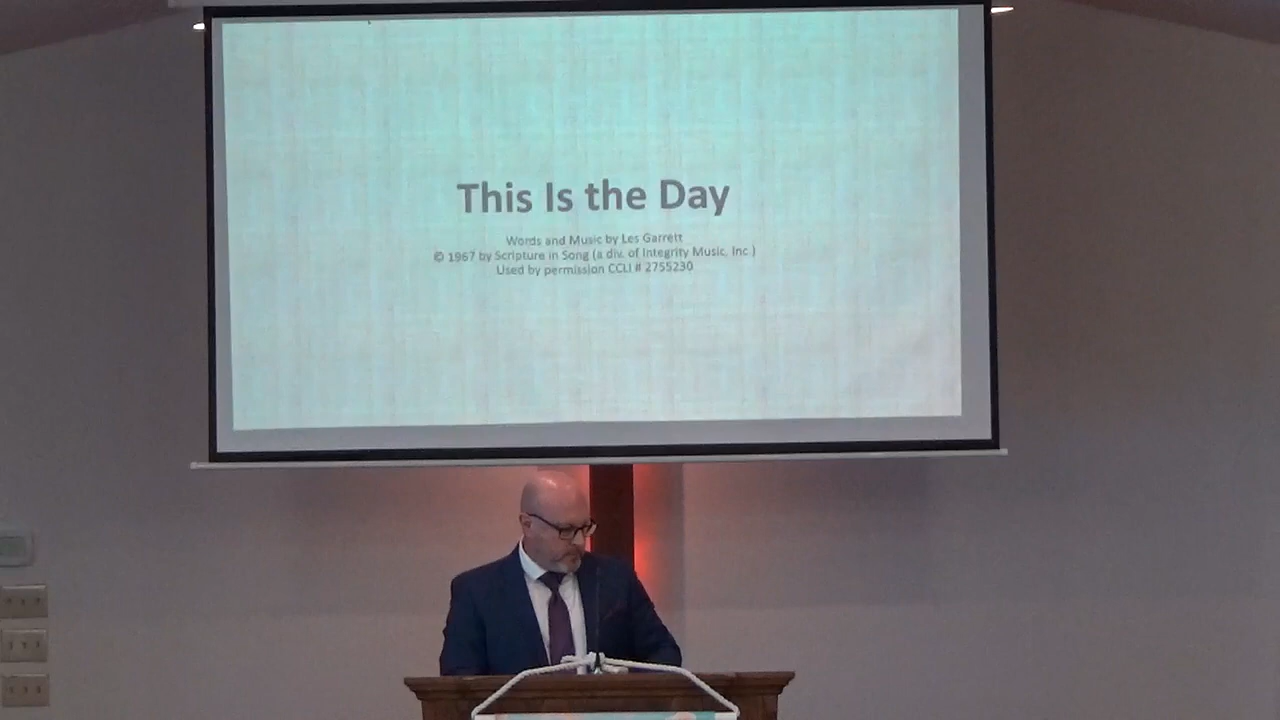 This Is the Day
Words and Music by Les Garrett
© 1967 by Scripture in Song (a div. of Integrity Music, Inc.)
Used by permission CCLI # 2755230